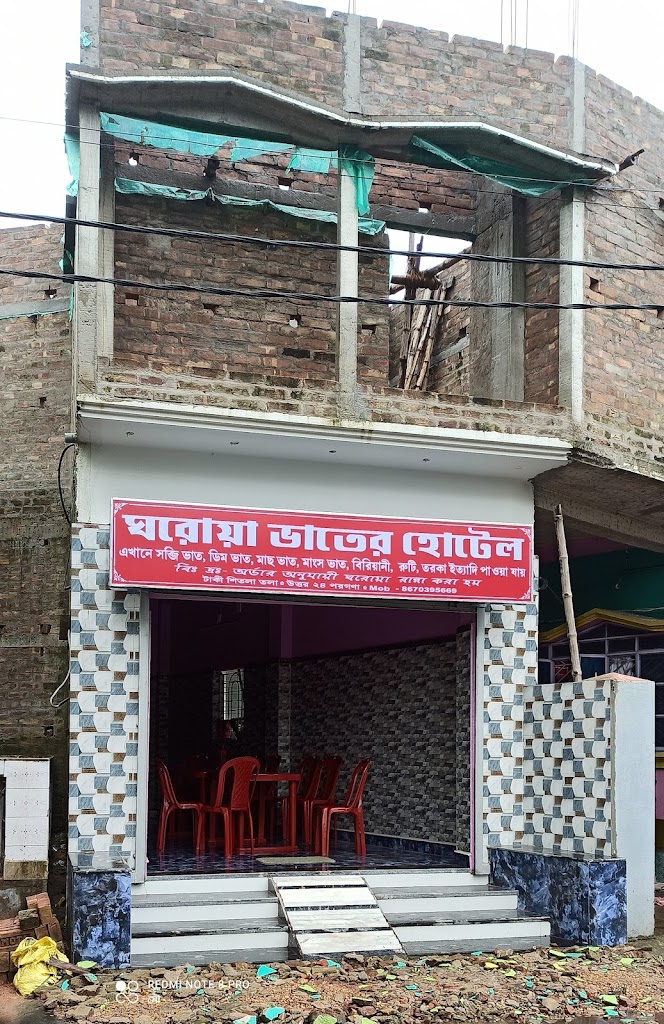 ঘরোয়া ভাতের হোটেল
এখানে সব্জি ভাত, ডিম ভাত, মাছ ভাত, মাংস ভাত, বিরিয়ানী, রুটি, তরকা ইত্যাদি পাওয়া যায়
বিঃ দ্রঃ- অর্ডার অনুযায়ী ঘরোয়া রান্না করা হয়
টাকী শিতলা তলা ঃ উত্তর ২৪ পরগণা ঃ Mob - 8670395669
REDMI NOTE 8 PRO